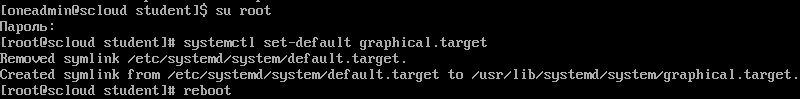 [oneadmin@scloud student]$ su root
Пароль:
[root@scloud student]# systemctl set-default graphical.target
Removed symlink /etc/systemd/system/default.target.
Created symlink from /etc/systemd/system/default.target to /usr/lib/systemd/system/graphical.target.
[root@scloud student]# reboot